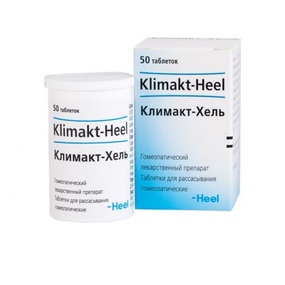 50 таблеток
Klimakt-Heel
Климакт-Хель
-Heel
50 таблеток
Klimakt-Heel
Климакт-Хель
Гомеопатический
лекарственный препарат
Таблетки для рассасывания
гомеопатические
-Heel